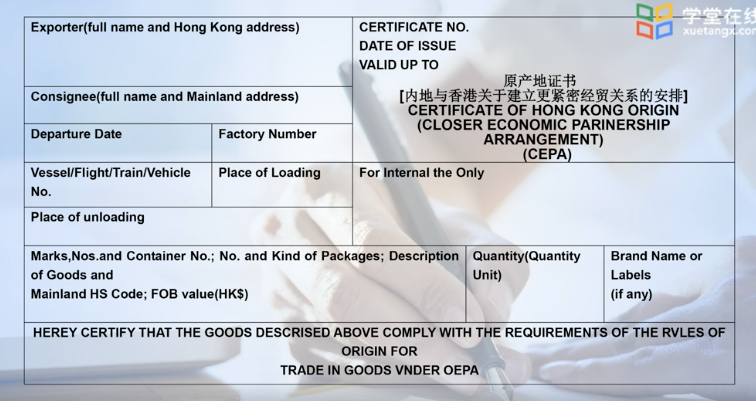 学堂在线
xuetangx.com
Exporter(full name and Hong Kong address)
CERTIFICATE NO.
DATE OF ISSUE
VALID UP TO
原产地证书
[内地与香港关于建立更紧密经贸关系的安排]
CERTIFICATE OF HONG KONG ORIGIN
(CLOSER ECONOMIC PARINERSHIP
ARRANGEMENT)
(CEPA)
Consignee(full name and Mainland address)
Departure Date
Factory Number
Vessel/Flight/Train/Vehicle
No.
Place of Loading
For Internal the Only
Place of unloading
Marks,Nos.and Container No.; No. and Kind of Packages; Description
of Goods and
Mainland HS Code; FOB value(HK$)
Quantity(Quantity
Unit)
Brand Name or
Labels
(if any)
HEREY CERTIFY THAT THE GOODS DESCRISED ABOVE COMPLY WITH THE REQUIREMENTS OF THE RVLES OF
ORIGIN FOR
TRADE IN GOODS VNDER OEPA